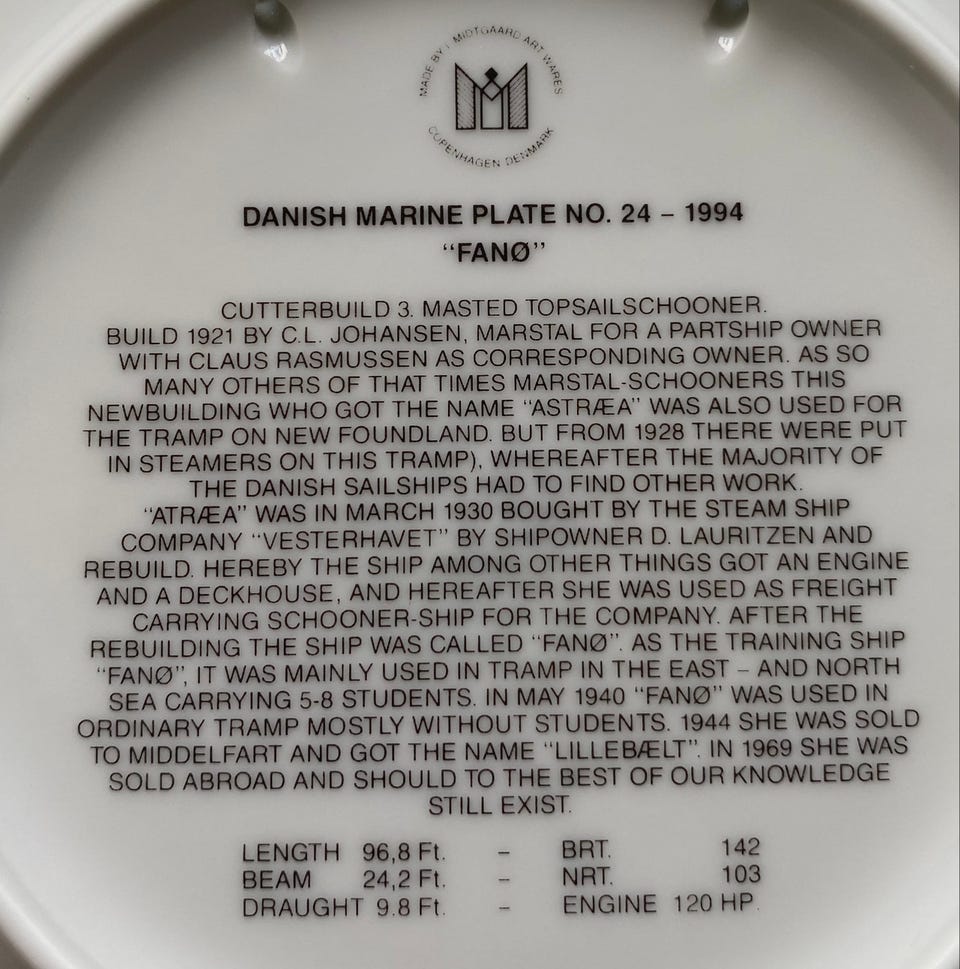 MADE BY I. MIDTGAARD ART WARES
COPENHAGEN DENMARK
DANISH MARINE PLATE NO. 24 – 1994
“FANØ”
CUTTERBUILD 3. MASTED TOPSAILSCHOONER.
BUILD 1921 BY C.L. JOHANSEN, MARSTAL FOR A PARTSHIP OWNER
WITH CLAUS RASMUSSEN AS CORRESPONDING OWNER. AS SO
MANY OTHERS OF THAT TIMES MARSTAL-SCHOONERS THIS
NEWBUILDING WHO GOT THE NAME “ASTRÆA” WAS ALSO USED FOR
THE TRAMP ON NEW FOUNDLAND. BUT FROM 1928 THERE WERE PUT
IN STEAMERS ON THIS TRAMP), WHEREAFTER THE MAJORITY OF
THE DANISH SAILSHIPS HAD TO FIND OTHER WORK.
“ATRÆA” WAS IN MARCH 1930 BOUGHT BY THE STEAM SHIP
COMPANY “VESTERHAVET” BY SHIPOWNER D. LAURITZEN AND
REBUILD. HEREBY THE SHIP AMONG OTHER THINGS GOT AN ENGINE
AND A DECKHOUSE, AND HEREAFTER SHE WAS USED AS FREIGHT
CARRYING SCHOONER-SHIP FOR THE COMPANY. AFTER THE
REBUILDING THE SHIP WAS CALLED “FANØ”. AS THE TRAINING SHIP
“FANØ”, IT WAS MAINLY USED IN TRAMP IN THE EAST – AND NORTH
SEA CARRYING 5-8 STUDENTS. IN MAY 1940 “FANØ” WAS USED IN
ORDINARY TRAMP MOSTLY WITHOUT STUDENTS. 1944 SHE WAS SOLD
TO MIDDELFART AND GOT THE NAME “LILLEBÆLT”. IN 1969 SHE WAS
SOLD ABROAD AND SHOULD TO THE BEST OF OUR KNOWLEDGE
STILL EXIST.
LENGTH 96,8 Ft. – BRT. 142
BEAM 24,2 Ft. – NRT. 103
DRAUGHT 9.8 Ft. – ENGINE 120 HP.